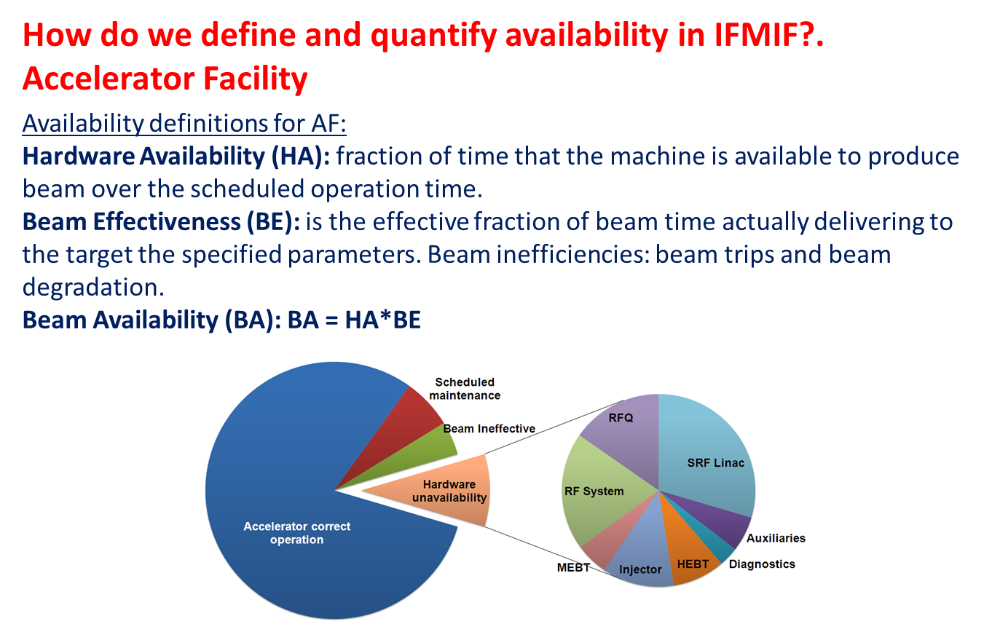 How do we define and quantify availability in IFMIF?.
Accelerator Facility
Availability definitions for AF:
Hardware Availability (HA): fraction of time that the machine is available to produce
beam over the scheduled operation time.
Beam Effectiveness (BE): is the effective fraction of beam time actually delivering to
the target the specified parameters. Beam inefficiencies: beam trips and beam
degradation.
Beam Availability (BA): BA = HA*BE
Scheduled
maintenance
Beam Ineffective
Hardware
unavailability
Accelerator correct
operation
RFQ
SRF Linac
RF System
Auxiliaries
Diagnostics
HEBT
Injector
MEBT